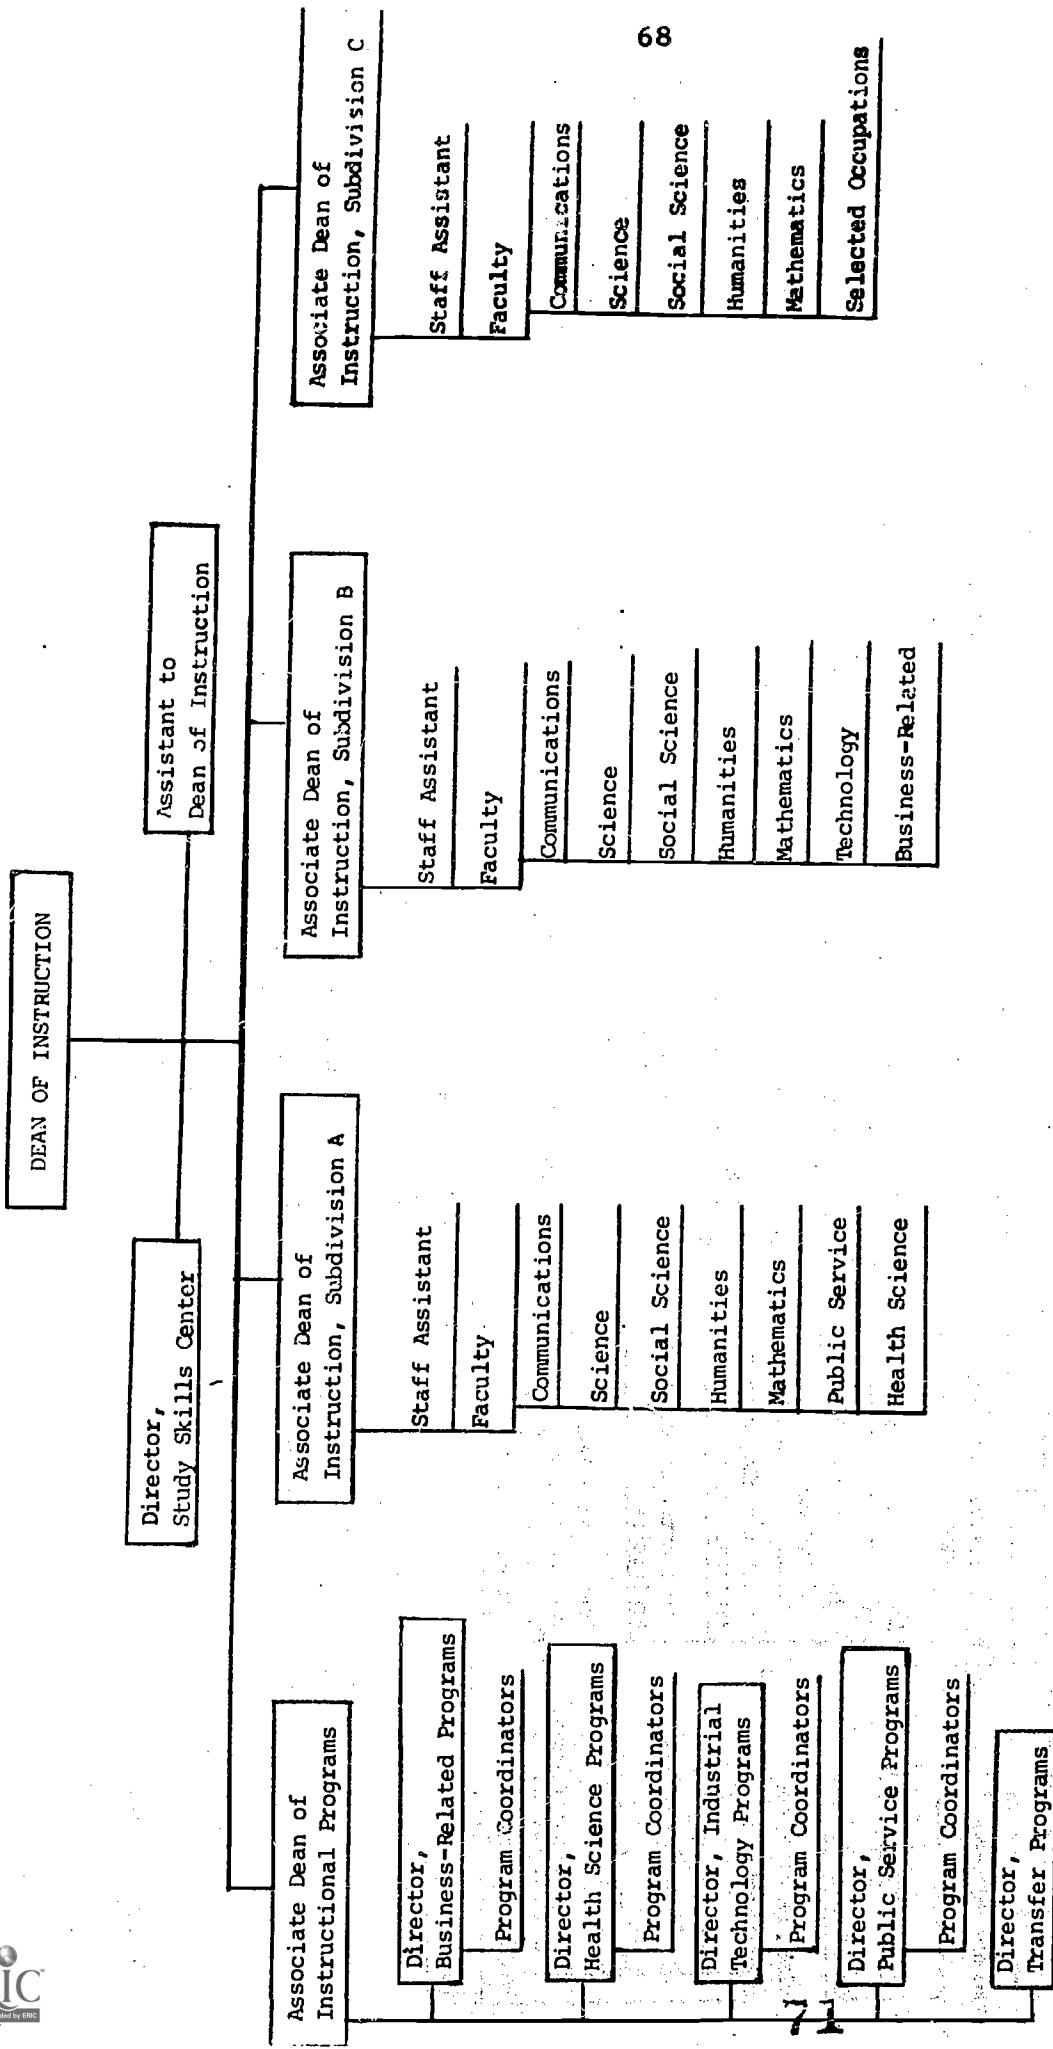 68
DEAN OF INSTRUCTION
Director,
Study Skills Center
Assistant to
Dean of Instruction
Associate Dean of
Instructional Programs
Director,
Business-Related Programs
Program Coordinators
Director,
Health Science Programs
Program Coordinators
Director, Industrial
Technology Programs
Program Coordinators
Director,
Public Service Programs
Program Coordinators
Director,
Transfer Programs
Associate Dean of
Instruction, Subdivision A
Staff Assistant
Faculty
Communications
Science
Social Science
Humanities
Mathematics
Public Service
Health Science
Associate Dean of
Instruction, Subdivision B
Staff Assistant
Faculty
Communications
Science
Social Science
Humanities
Mathematics
Technology
Business-Related
Associate Dean of
Instruction, Subdivision C
Staff Assistant
Faculty
Communications
Science
Social Science
Humanities
Mathematics
Selected Occupations
71